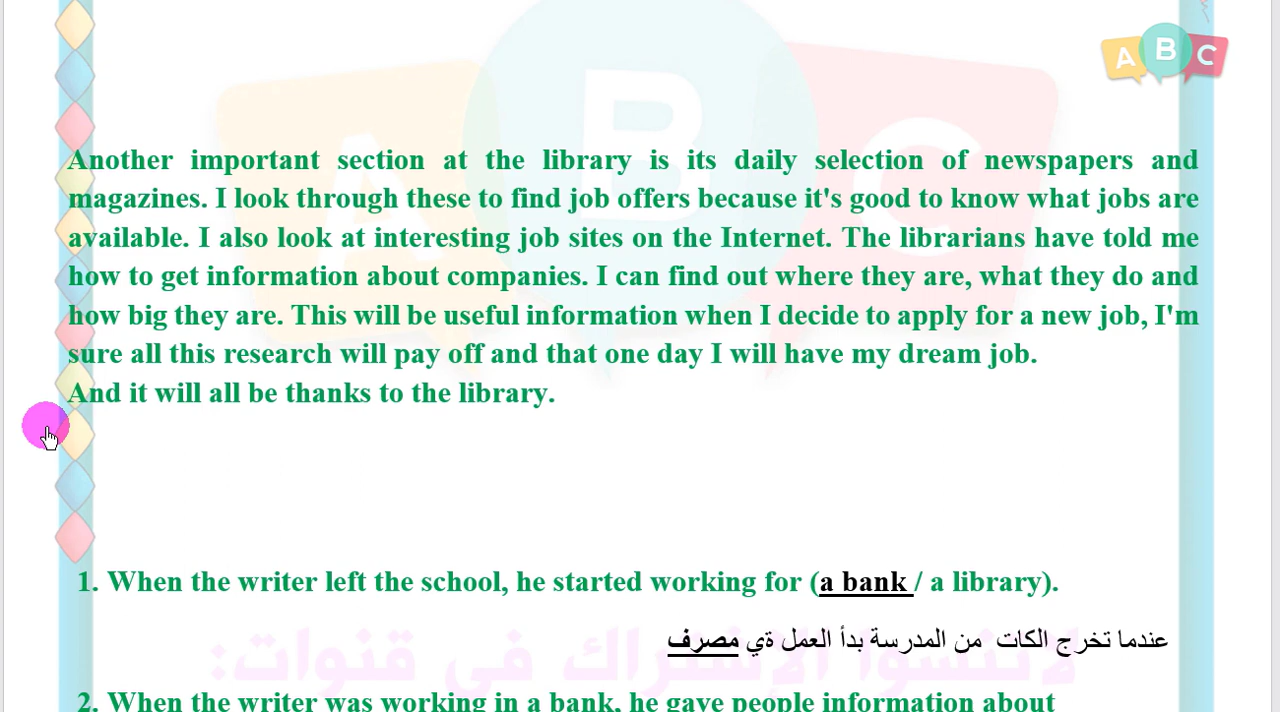 A B C
Another important section at the library is its daily selection of newspapers and
magazines. I look through these to find job offers because it's good to know what jobs are
available. I also look at interesting job sites on the Internet. The librarians have told me
how to get information about companies. I can find out where they are, what they do and
how big they are. This will be useful information when I decide to apply for a new job, I'm
sure all this research will pay off and that one day I will have my dream job.
And it will all be thanks to the library.
1. When the writer left the school, he started working for (a bank / a library).
عندما تخرج الكات من المدرسة بدأ العمل ةي مصرف
لا تنسوا الاشتراك في قنوات:
2. When the writer was working in a bank, he gave people information about